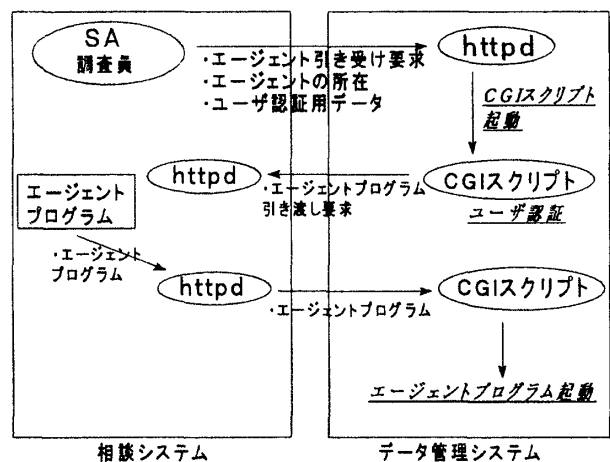 SA
調査員
・エージェント引き受け要求
・エージェントの所在
・ユーザ認証用データ
httpd
CGIスクリプト
起動
httpd
・エージェントプログラム
引き渡し要求
CGIスクリプト
ユーザ認証
エージェント
プログラム
・エージェント
プログラム
httpd
・エージェントプログラム
CGIスクリプト
エージェントプログラム起動
相談システム
データ管理システム